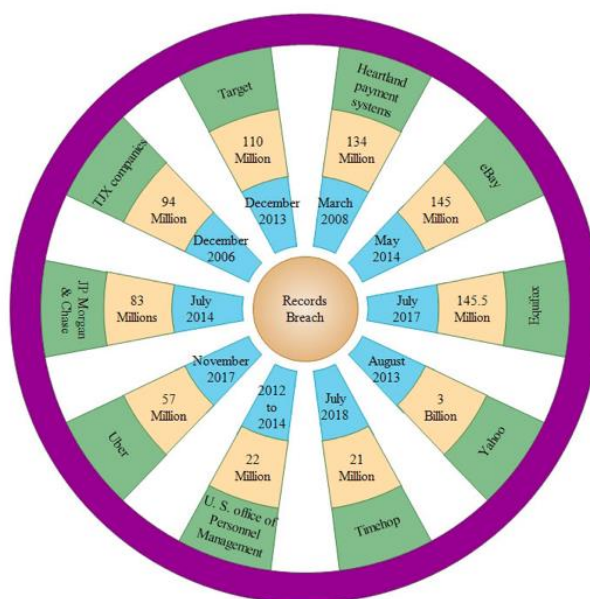 Records
Breach
Target
110
Million
December
2013
Heartland
payment
systems
134
Million
March
2008
eBay
145
Million
May
2014
Equifax
145.5
Million
July
2017
Yahoo
3
Billion
August
2013
Timehop
21
Million
July
2018
U. S. office of
Personnel
Management
22
Million
2012
to
2014
Uber
57
Million
November
2017
JP Morgan
& Chase
83
Millions
July
2014
TJX companies
94
Million
December
2006